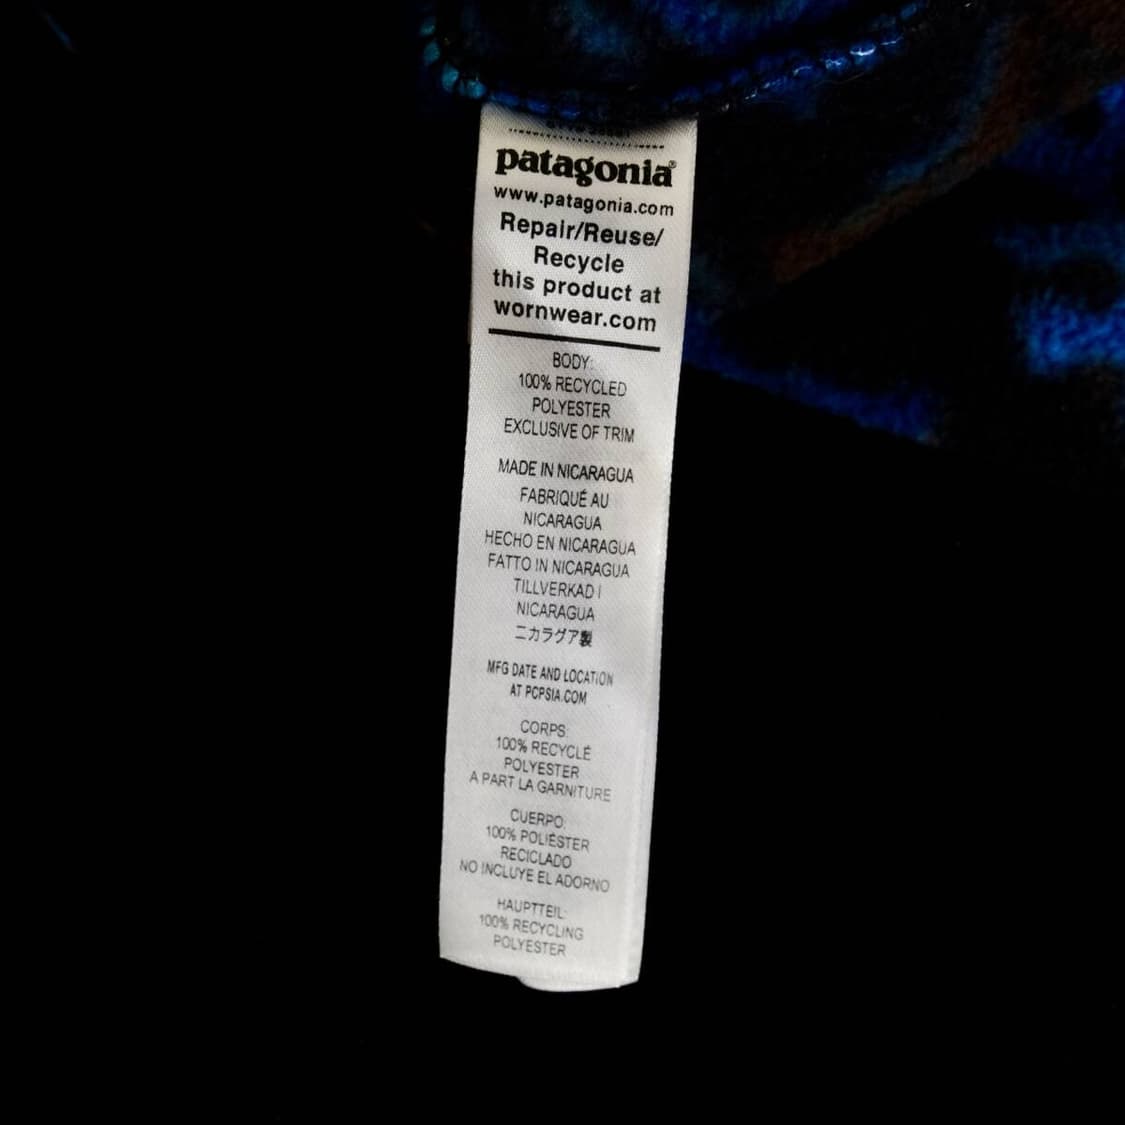 patagonia®
www.patagonia.com
Repair/Reuse/
Recycle
this product at
wornwear.com
BODY:
100% RECYCLED
POLYESTER
EXCLUSIVE OF TRIM
MADE IN NICARAGUA
FABRIQUÉ AU
NICARAGUA
HECHO EN NICARAGUA
FATTO IN NICARAGUA
TILLVERKAD I
NICARAGUA
ニカラグア製
MFG DATE AND LOCATION
AT PCPSIA.COM
CORPS:
100% RECYCLÉ
POLYESTER
A PART LA GARNITURE
CUERPO:
100% POLIÉSTER
RECICLADO
NO INCLUYE EL ADORNO
HAUPTTEIL:
100% RECYCLING
POLYESTER